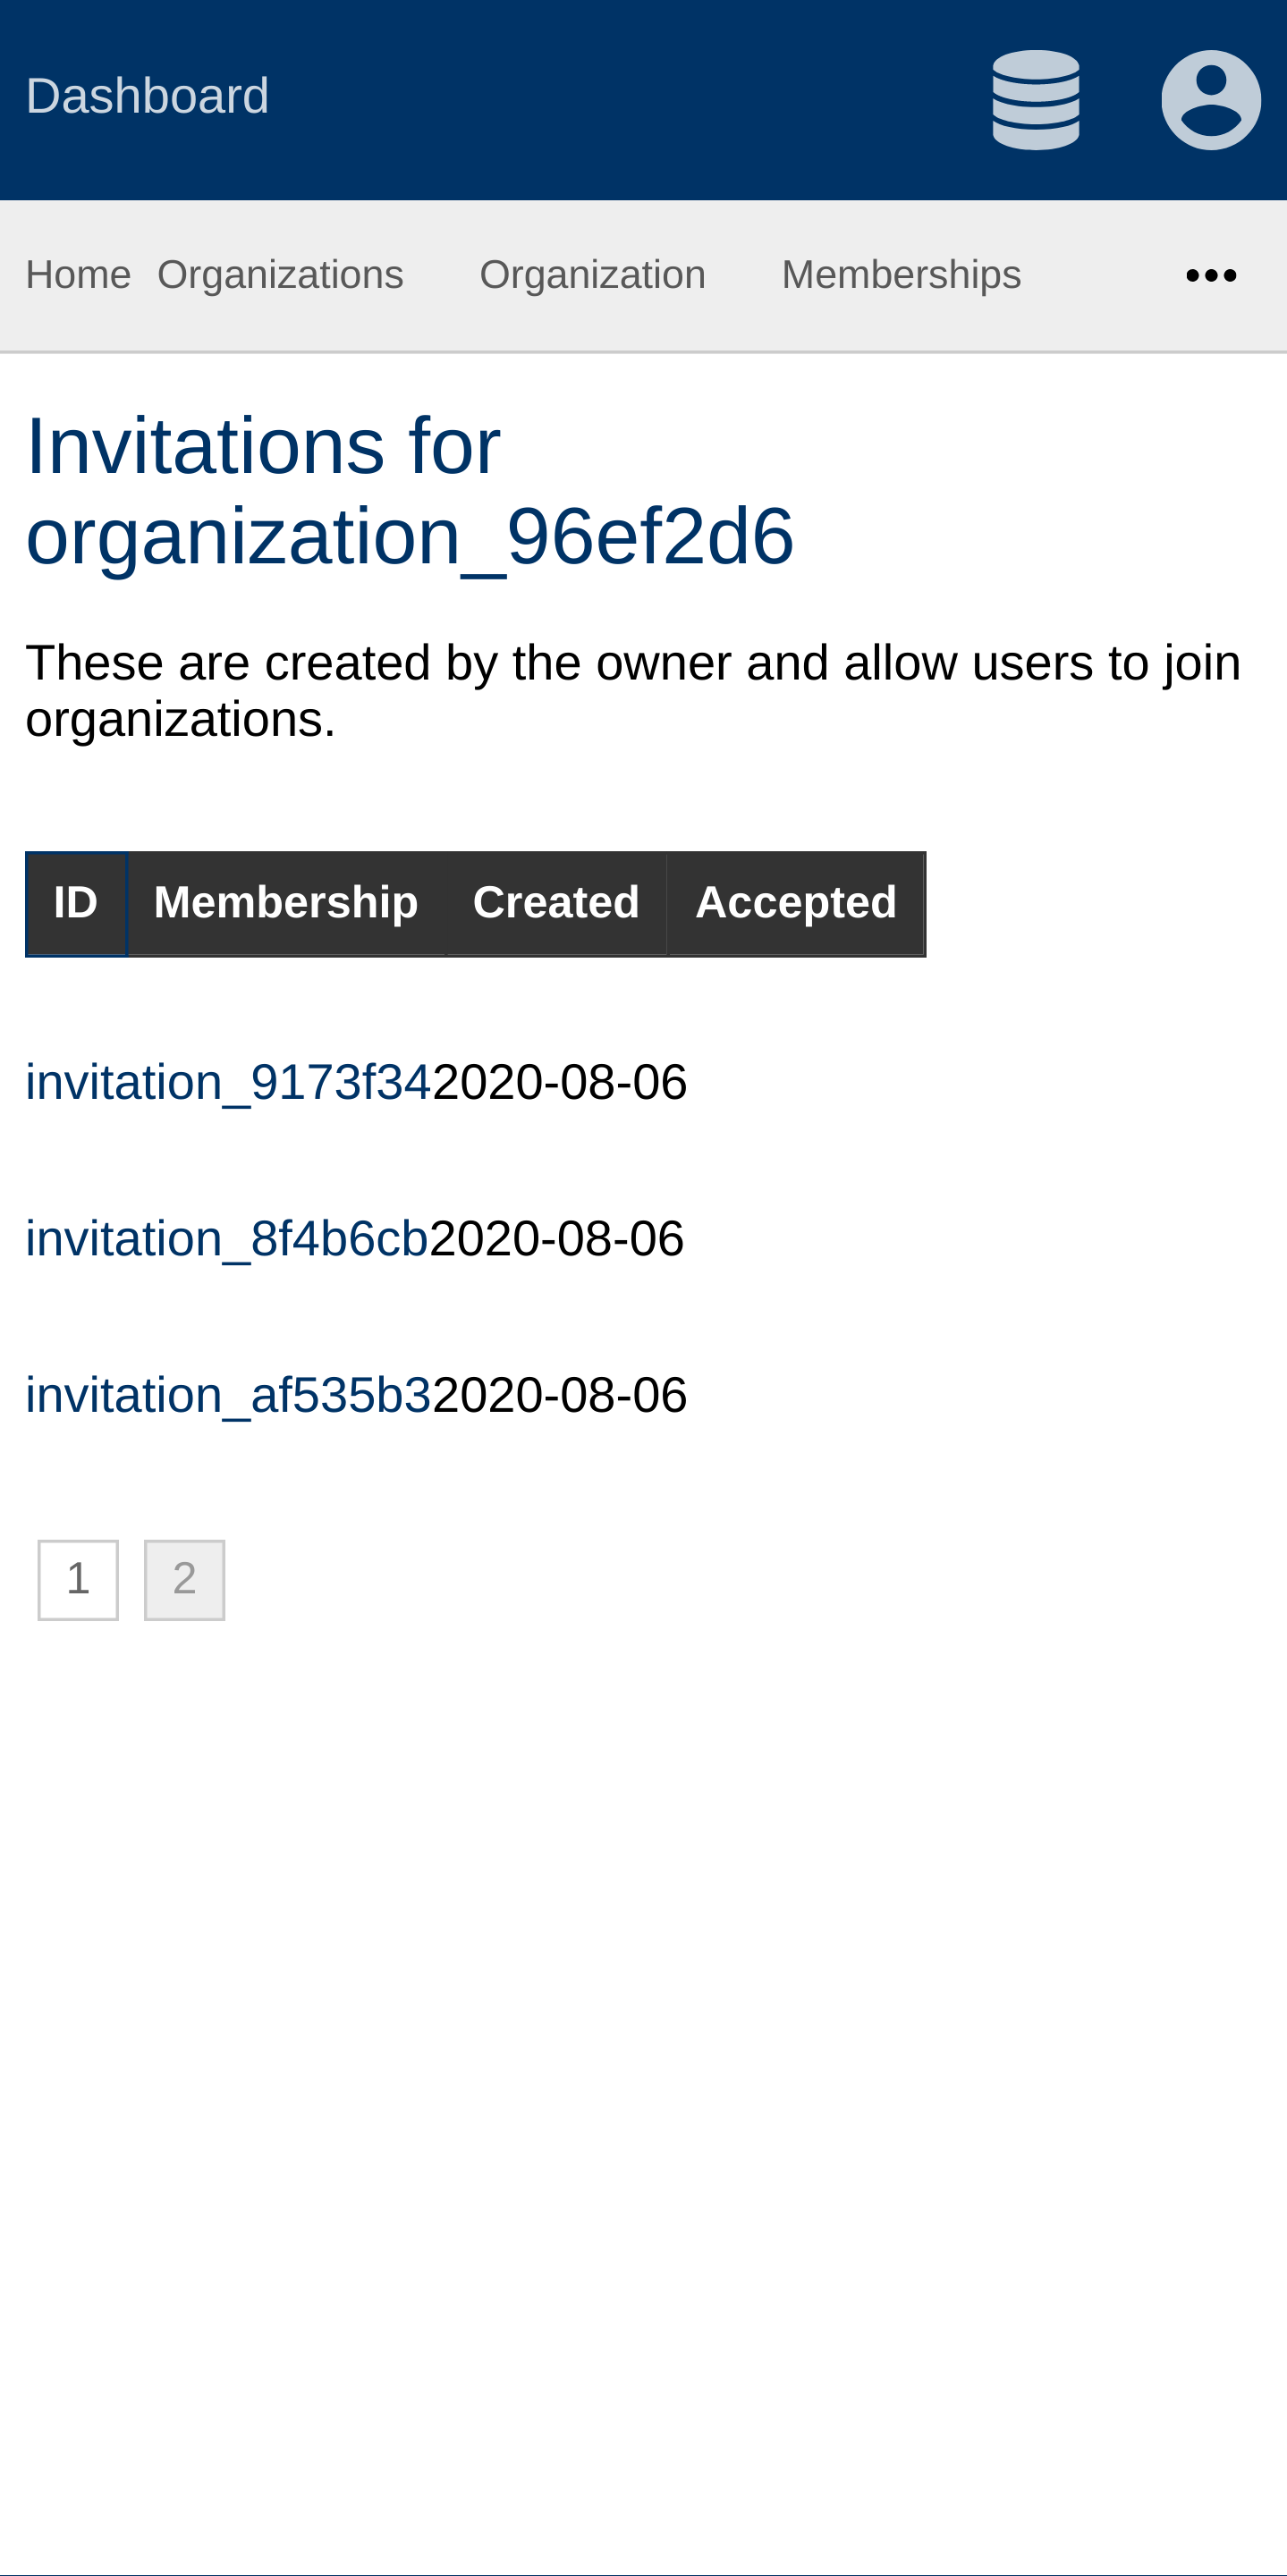 Dashboard
Home Organizations Organization Memberships •••
Invitations for
organization_96ef2d6
These are created by the owner and allow users to join
organizations.
ID Membership Created Accepted
invitation_9173f342020-08-06
invitation_8f4b6cb2020-08-06
invitation_af535b32020-08-06
1 2